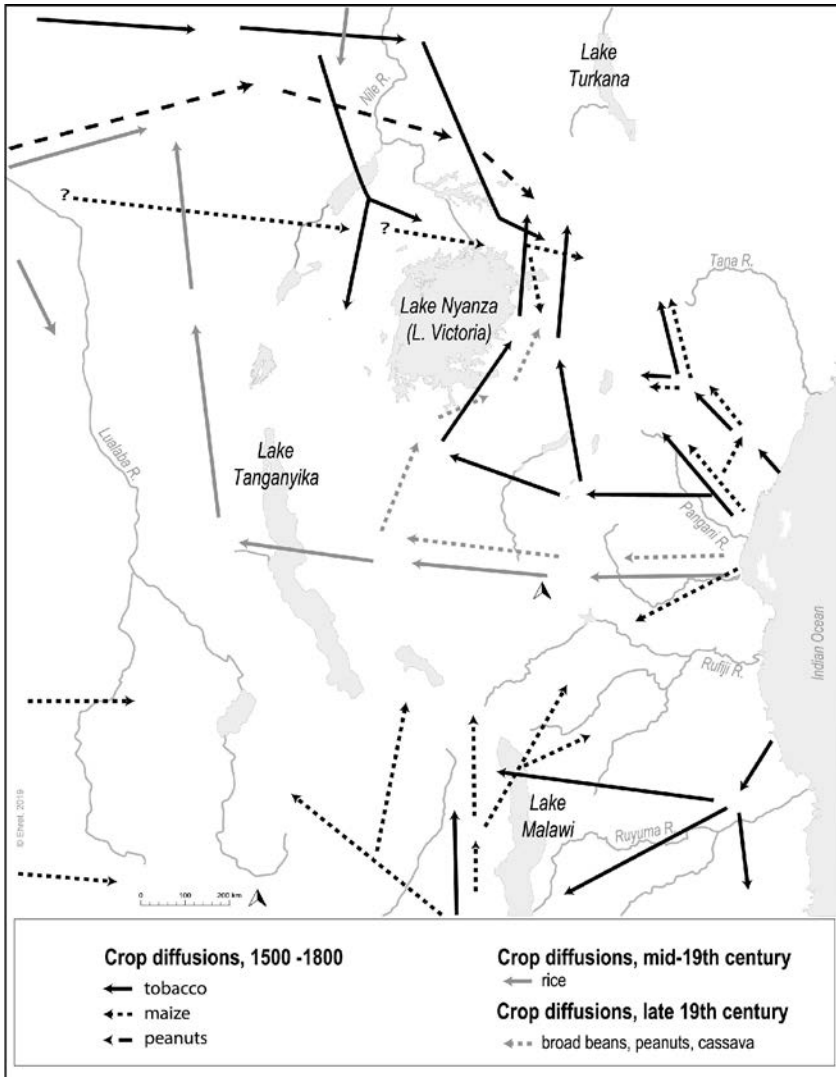 Lake
Turkana
Nile R.
?
?
Tana R.
Lake Nyanza
(L. Victoria)
Lualaba R.
Lake
Tanganyika
Pangani R.
Indian Ocean
Rufiji R.
Lake
Malawi
Ruyuma R.
© Ehret, 2019
0 100 200 km
Crop diffusions, 1500 -1800
tobacco
maize
peanuts
Crop diffusions, mid-19th century
rice
Crop diffusions, late 19th century
broad beans, peanuts, cassava